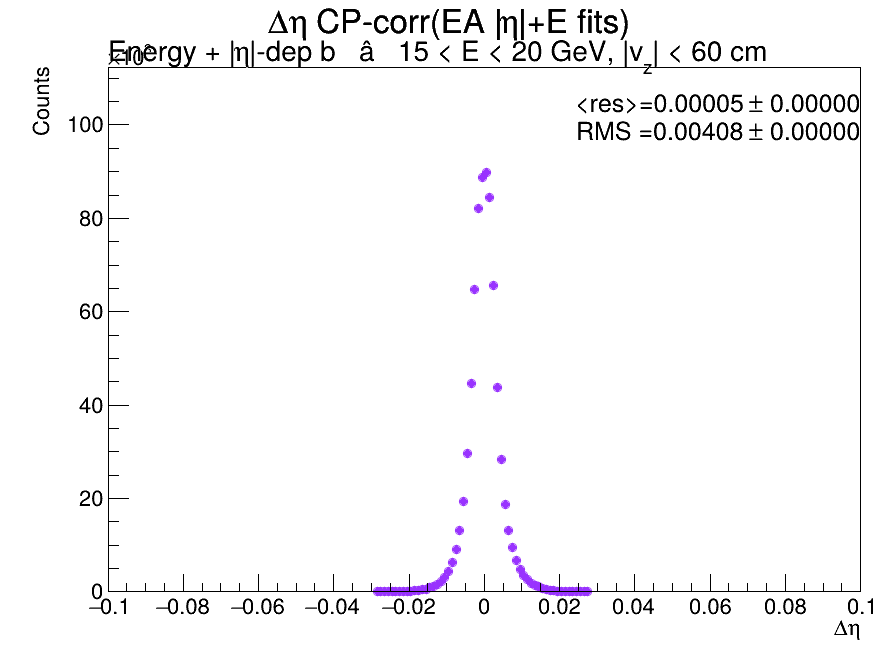 Δη CP-corr(EA |η|+E fits)
Energy + |η|-dep b â 15 < E < 20 GeV, |v_z| < 60 cm
Counts
<res>=0.00005 ± 0.00000
RMS =0.00408 ± 0.00000
100
80
60
40
20
0
−0.1 −0.08 −0.06 −0.04 −0.02 0 0.02 0.04 0.06 0.08 0.1
Δη